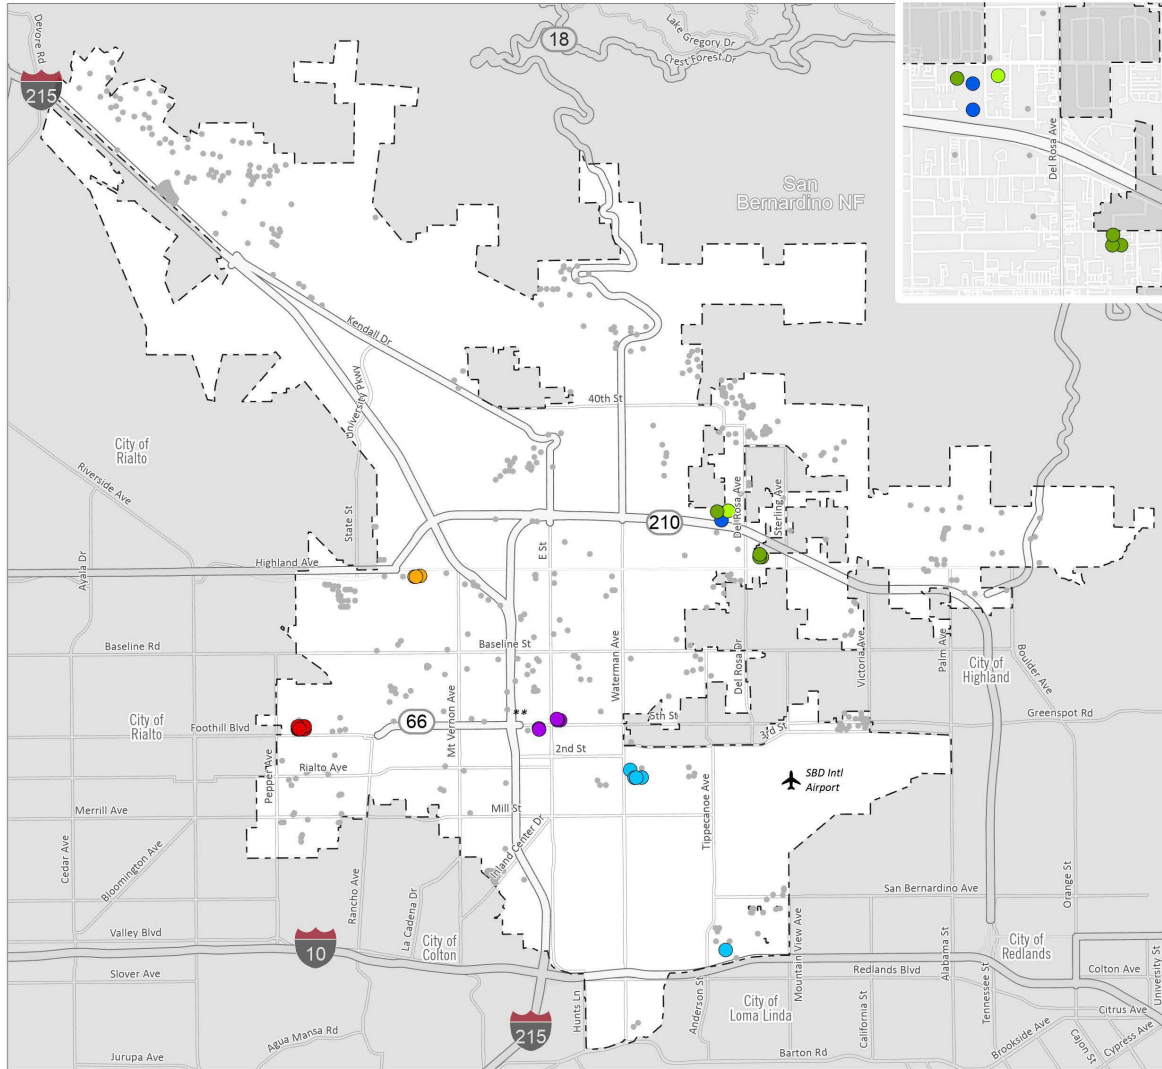 Devore Rd
215
18
Lake Gregory Dr
Crest Forest Dr
Del Rosa Ave
San
Bernardino NF
Kendall Dr
University Pkwy
40th St
City of
Rialto
Riverside Ave
State St
Ayala Dr
Highland Ave
E St
210
Del Rosa Ave
Sterling Ave
Baseline Rd
Baseline St
Waterman Ave
Del Rosa Dr
Victoria Ave
Palm Ave
City of
Highland
Boulder Ave
City of
Rialto
Foothill Blvd
66
Mt Vernon Ave
**
5th St
3rd St
Greenspot Rd
2nd St
Pepper Ave
Rialto Ave
SBD Intl
Airport
Merrill Ave
Mill St
Tippecanoe Ave
Cedar Ave
Bloomington Ave
Inland Center Dr
Rancho Ave
La Cadena Dr
San Bernardino Ave
Orange St
Valley Blvd
10
City of
Colton
Mountain View Ave
Alabama St
City of
Redlands
Slover Ave
Redlands Blvd
Colton Ave
University St
Tennessee St
Hunts Ln
Anderson St
City of
Loma Linda
California St
Citrus Ave
215
Agua Mansa Rd
Brookside Ave
Cajon St
Cypress Ave
Jurupa Ave
Barton Rd